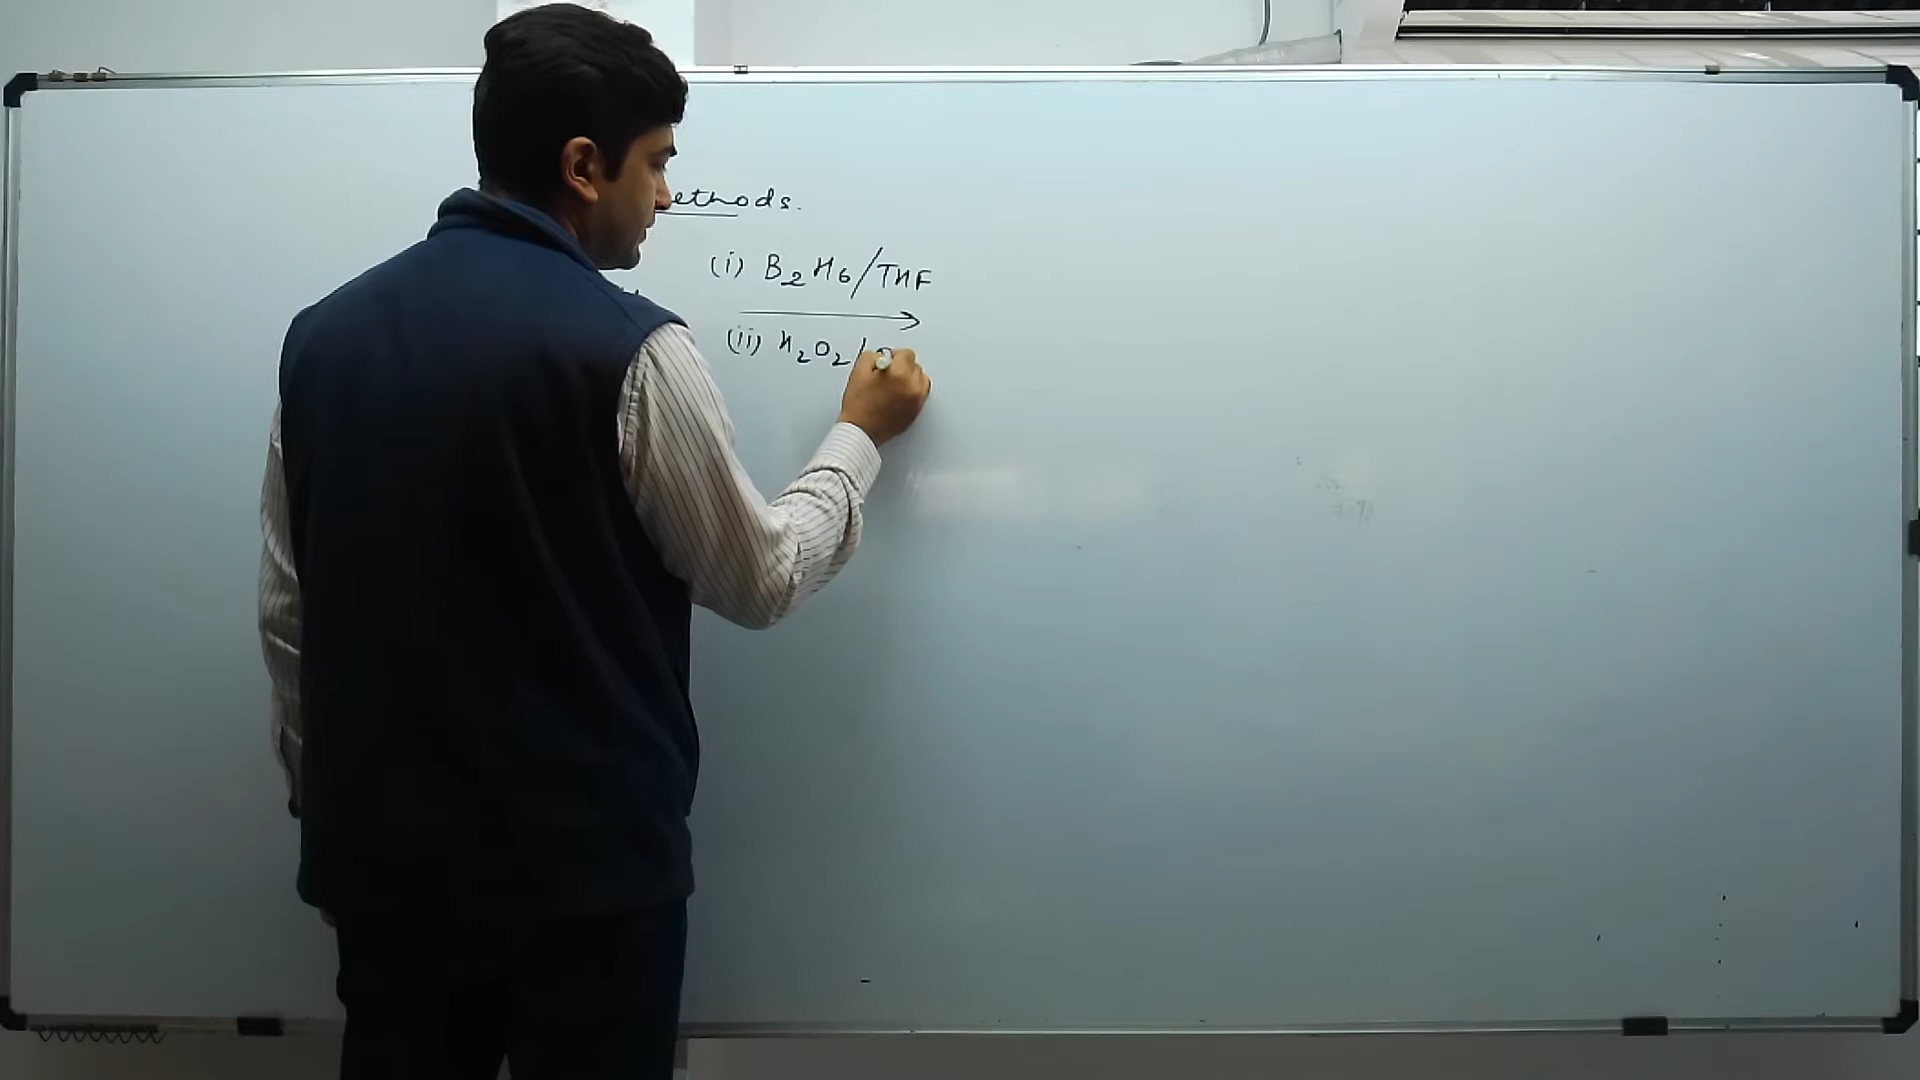 ethods.
(i) B₂H₆/THF
(ii) H₂O₂/